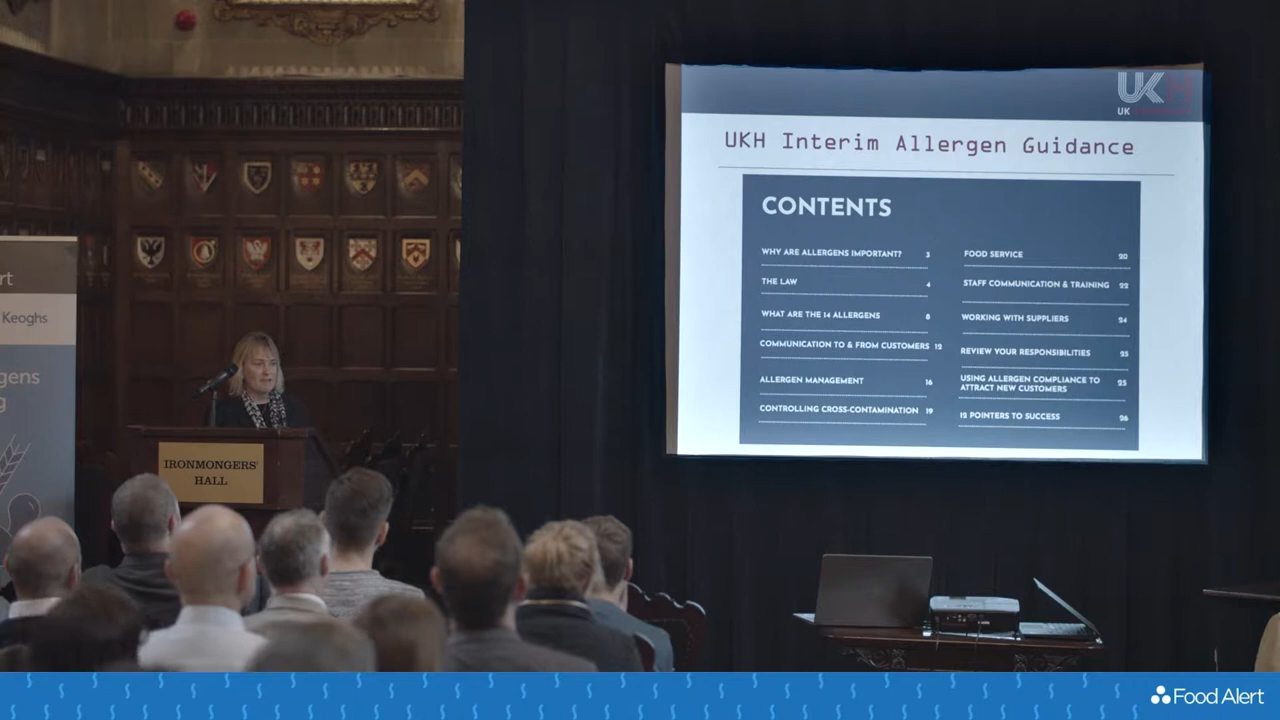 rt
Keoghs
gens
g
IRONMONGERS'
HALL
UK
UK
UKH Interim Allergen Guidance
CONTENTS
WHY ARE ALLERGENS IMPORTANT? 3
THE LAW 4
WHAT ARE THE 14 ALLERGENS 8
COMMUNICATION TO & FROM CUSTOMERS 12
ALLERGEN MANAGEMENT 16
CONTROLLING CROSS-CONTAMINATION 19
FOOD SERVICE 20
STAFF COMMUNICATION & TRAINING 22
WORKING WITH SUPPLIERS 24
REVIEW YOUR RESPONSIBILITIES 25
USING ALLERGEN COMPLIANCE TO 25
ATTRACT NEW CUSTOMERS
12 POINTERS TO SUCCESS 26
Food Alert